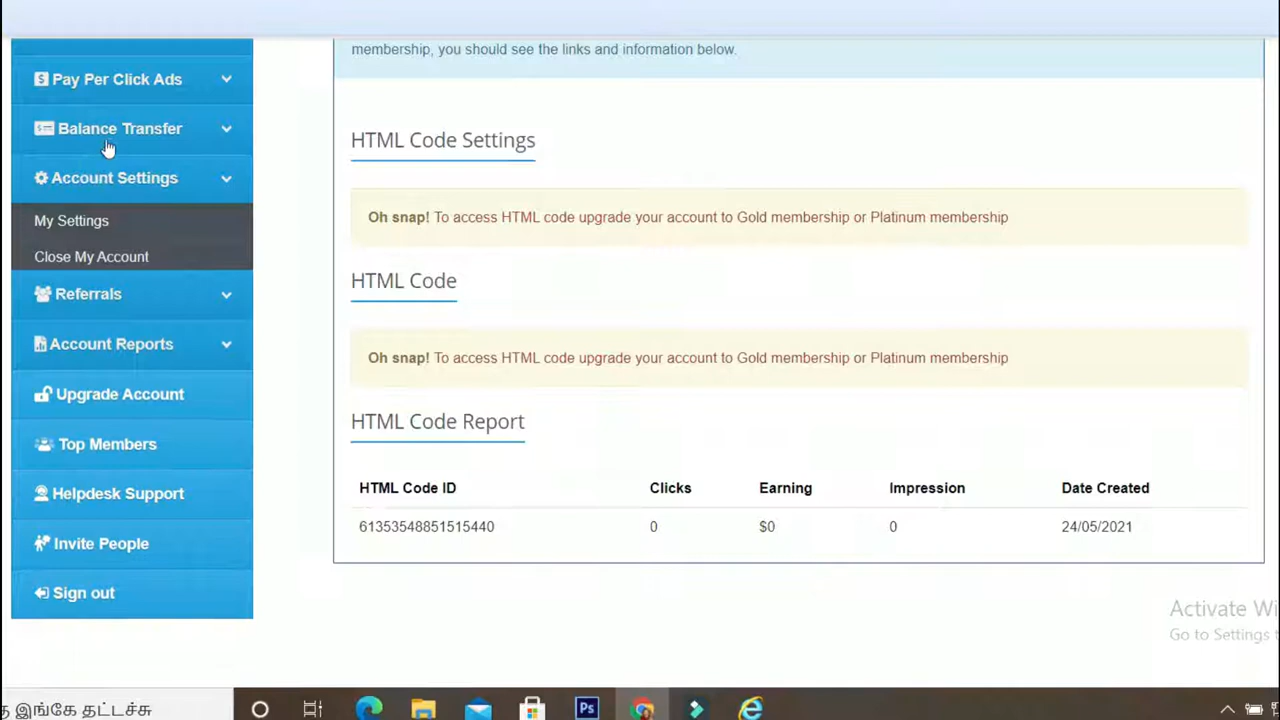 membership, you should see the links and information below.
Pay Per Click Ads
Balance Transfer
Account Settings
My Settings
Close My Account
Referrals
Account Reports
Upgrade Account
Top Members
Helpdesk Support
Invite People
Sign out
HTML Code Settings
Oh snap! To access HTML code upgrade your account to Gold membership or Platinum membership
HTML Code
Oh snap! To access HTML code upgrade your account to Gold membership or Platinum membership
HTML Code Report
HTML Code ID Clicks Earning Impression Date Created
61353548851515440 0 $0 0 24/05/2021
Activate Wi
Go to Settings t
இங்கே தட்டச்சு
Ps